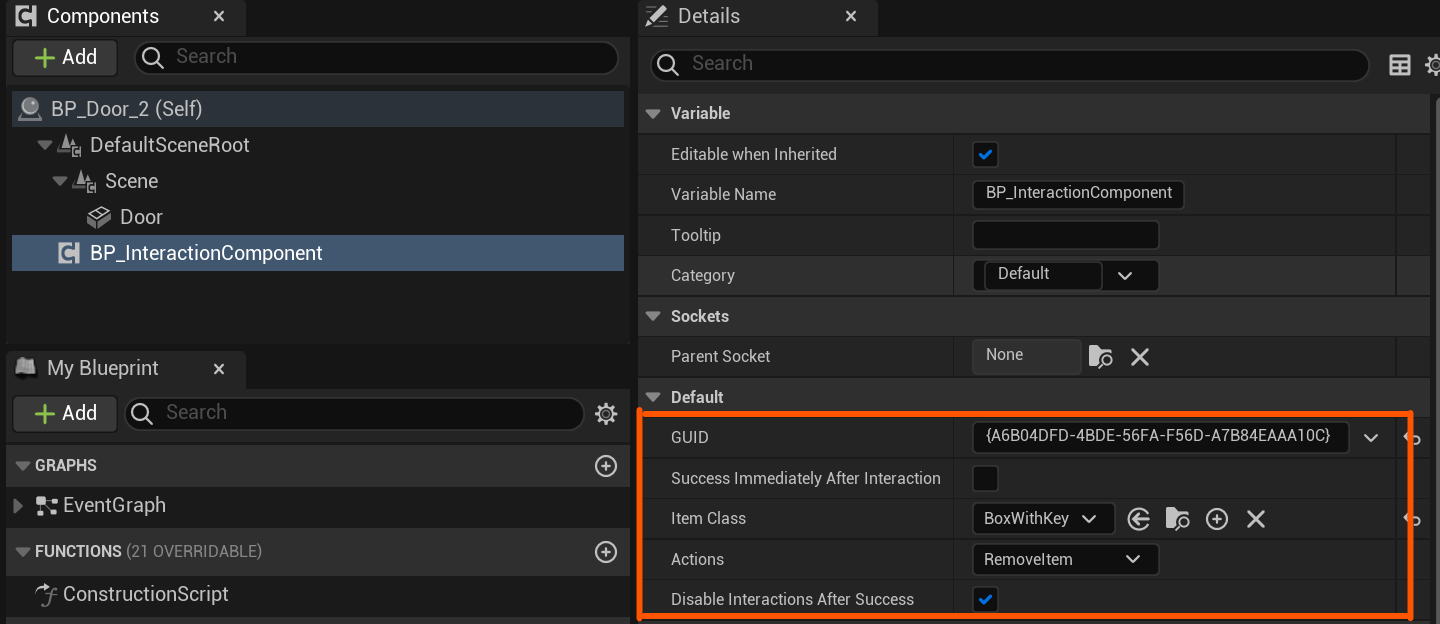 Components
Add
Search
BP_Door_2 (Self)
DefaultSceneRoot
Scene
Door
BP_InteractionComponent
My Blueprint
Add
Search
GRAPHS
EventGraph
FUNCTIONS (21 OVERRIDABLE)
ConstructionScript
Details
Search
Variable
Editable when Inherited
Variable Name BP_InteractionComponent
Tooltip
Category Default
Sockets
Parent Socket None
Default
GUID {A6B04DFD-4BDE-56FA-F56D-A7B84EAAA10C}
Success Immediately After Interaction
Item Class BoxWithKey
Actions RemoveItem
Disable Interactions After Success